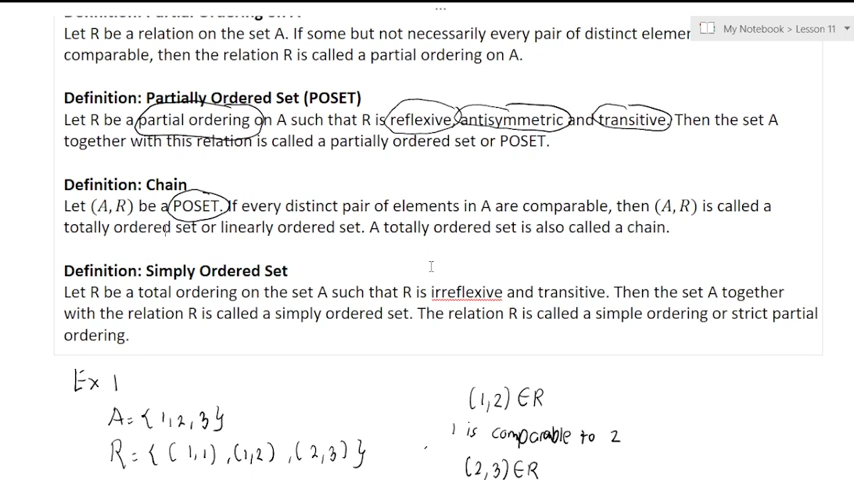 Definition: Partial Ordering on A
My Notebook > Lesson 11
Let R be a relation on the set A. If some but not necessarily every pair of distinct elemen
comparable, then the relation R is called a partial ordering on A.
Definition: Partially Ordered Set (POSET)
Let R be a partial ordering on A such that R is reflexive, antisymmetric and transitive. Then the set A
together with this relation is called a partially ordered set or POSET.
Definition: Chain
Let (A, R) be a POSET. If every distinct pair of elements in A are comparable, then (A, R) is called a
totally ordered set or linearly ordered set. A totally ordered set is also called a chain.
Definition: Simply Ordered Set
Let R be a total ordering on the set A such that R is irreflexive and transitive. Then the set A together
with the relation R is called a simply ordered set. The relation R is called a simple ordering or strict partial
ordering.
Ex 1
A = { 1, 2, 3 }
R = { ( 1, 1 ) , (1, 2 ) , ( 2, 3 ) }
(1, 2) ∈ R
1 is comparable to 2
(2, 3) ∈ R